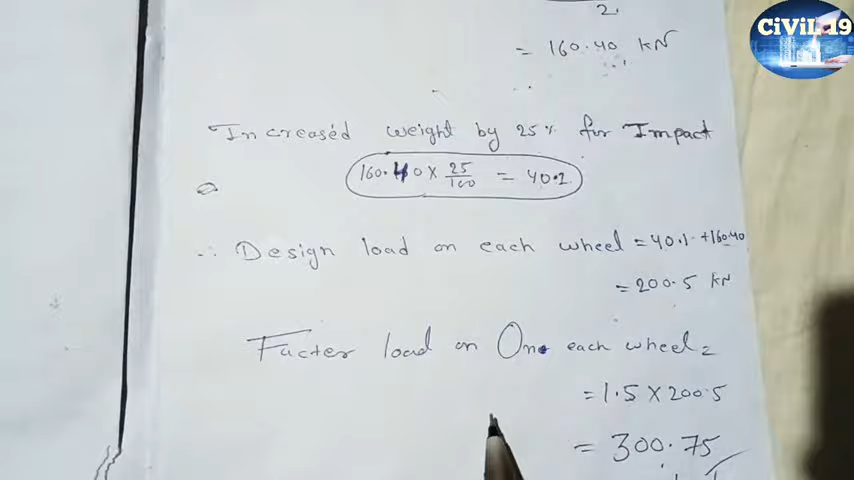 CiViL 19
2.
= 160.40 KN
Increased weight by 25% for Impact
160.40 × 25/100 = 40.1
∴ Design load on each wheel = 40.1 + 160.40
= 200.5 KN
Facter load on One each wheel =
= 1.5 × 200.5
= 300.75